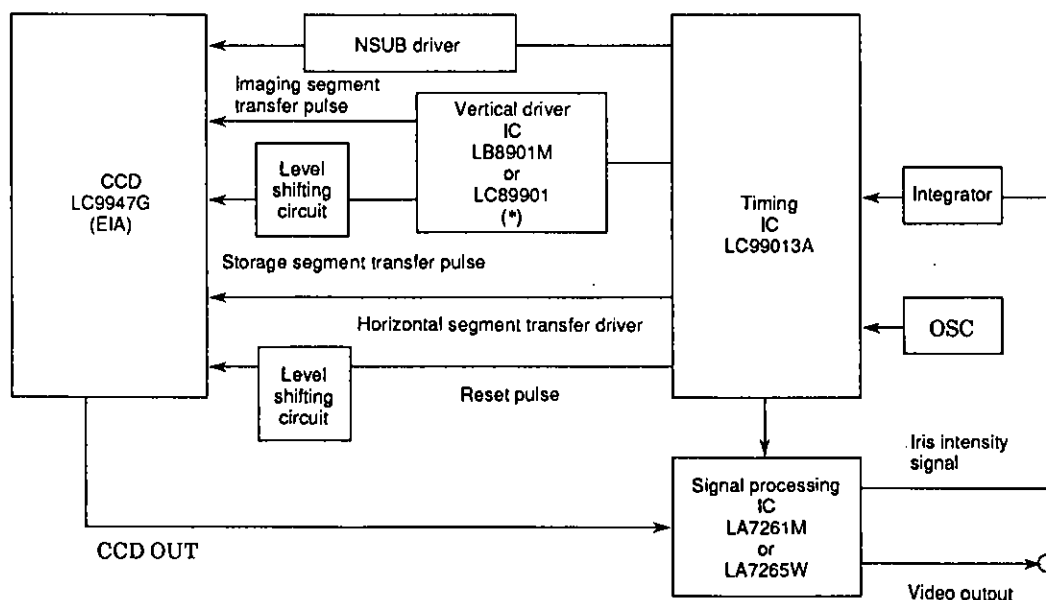 NSUB driver
Imaging segment
transfer pulse
Vertical driver
IC
LB8901M
or
LC89901
(*)
CCD
LC9947G
(EIA)
Level
shifting
circuit
Timing
IC
LC99013A
Integrator
Storage segment transfer pulse
OSC
Horizontal segment transfer driver
Level
shifting
circuit
Reset pulse
Iris intensity
signal
Signal processing
IC
LA7261M
or
LA7265W
CCD OUT
Video output